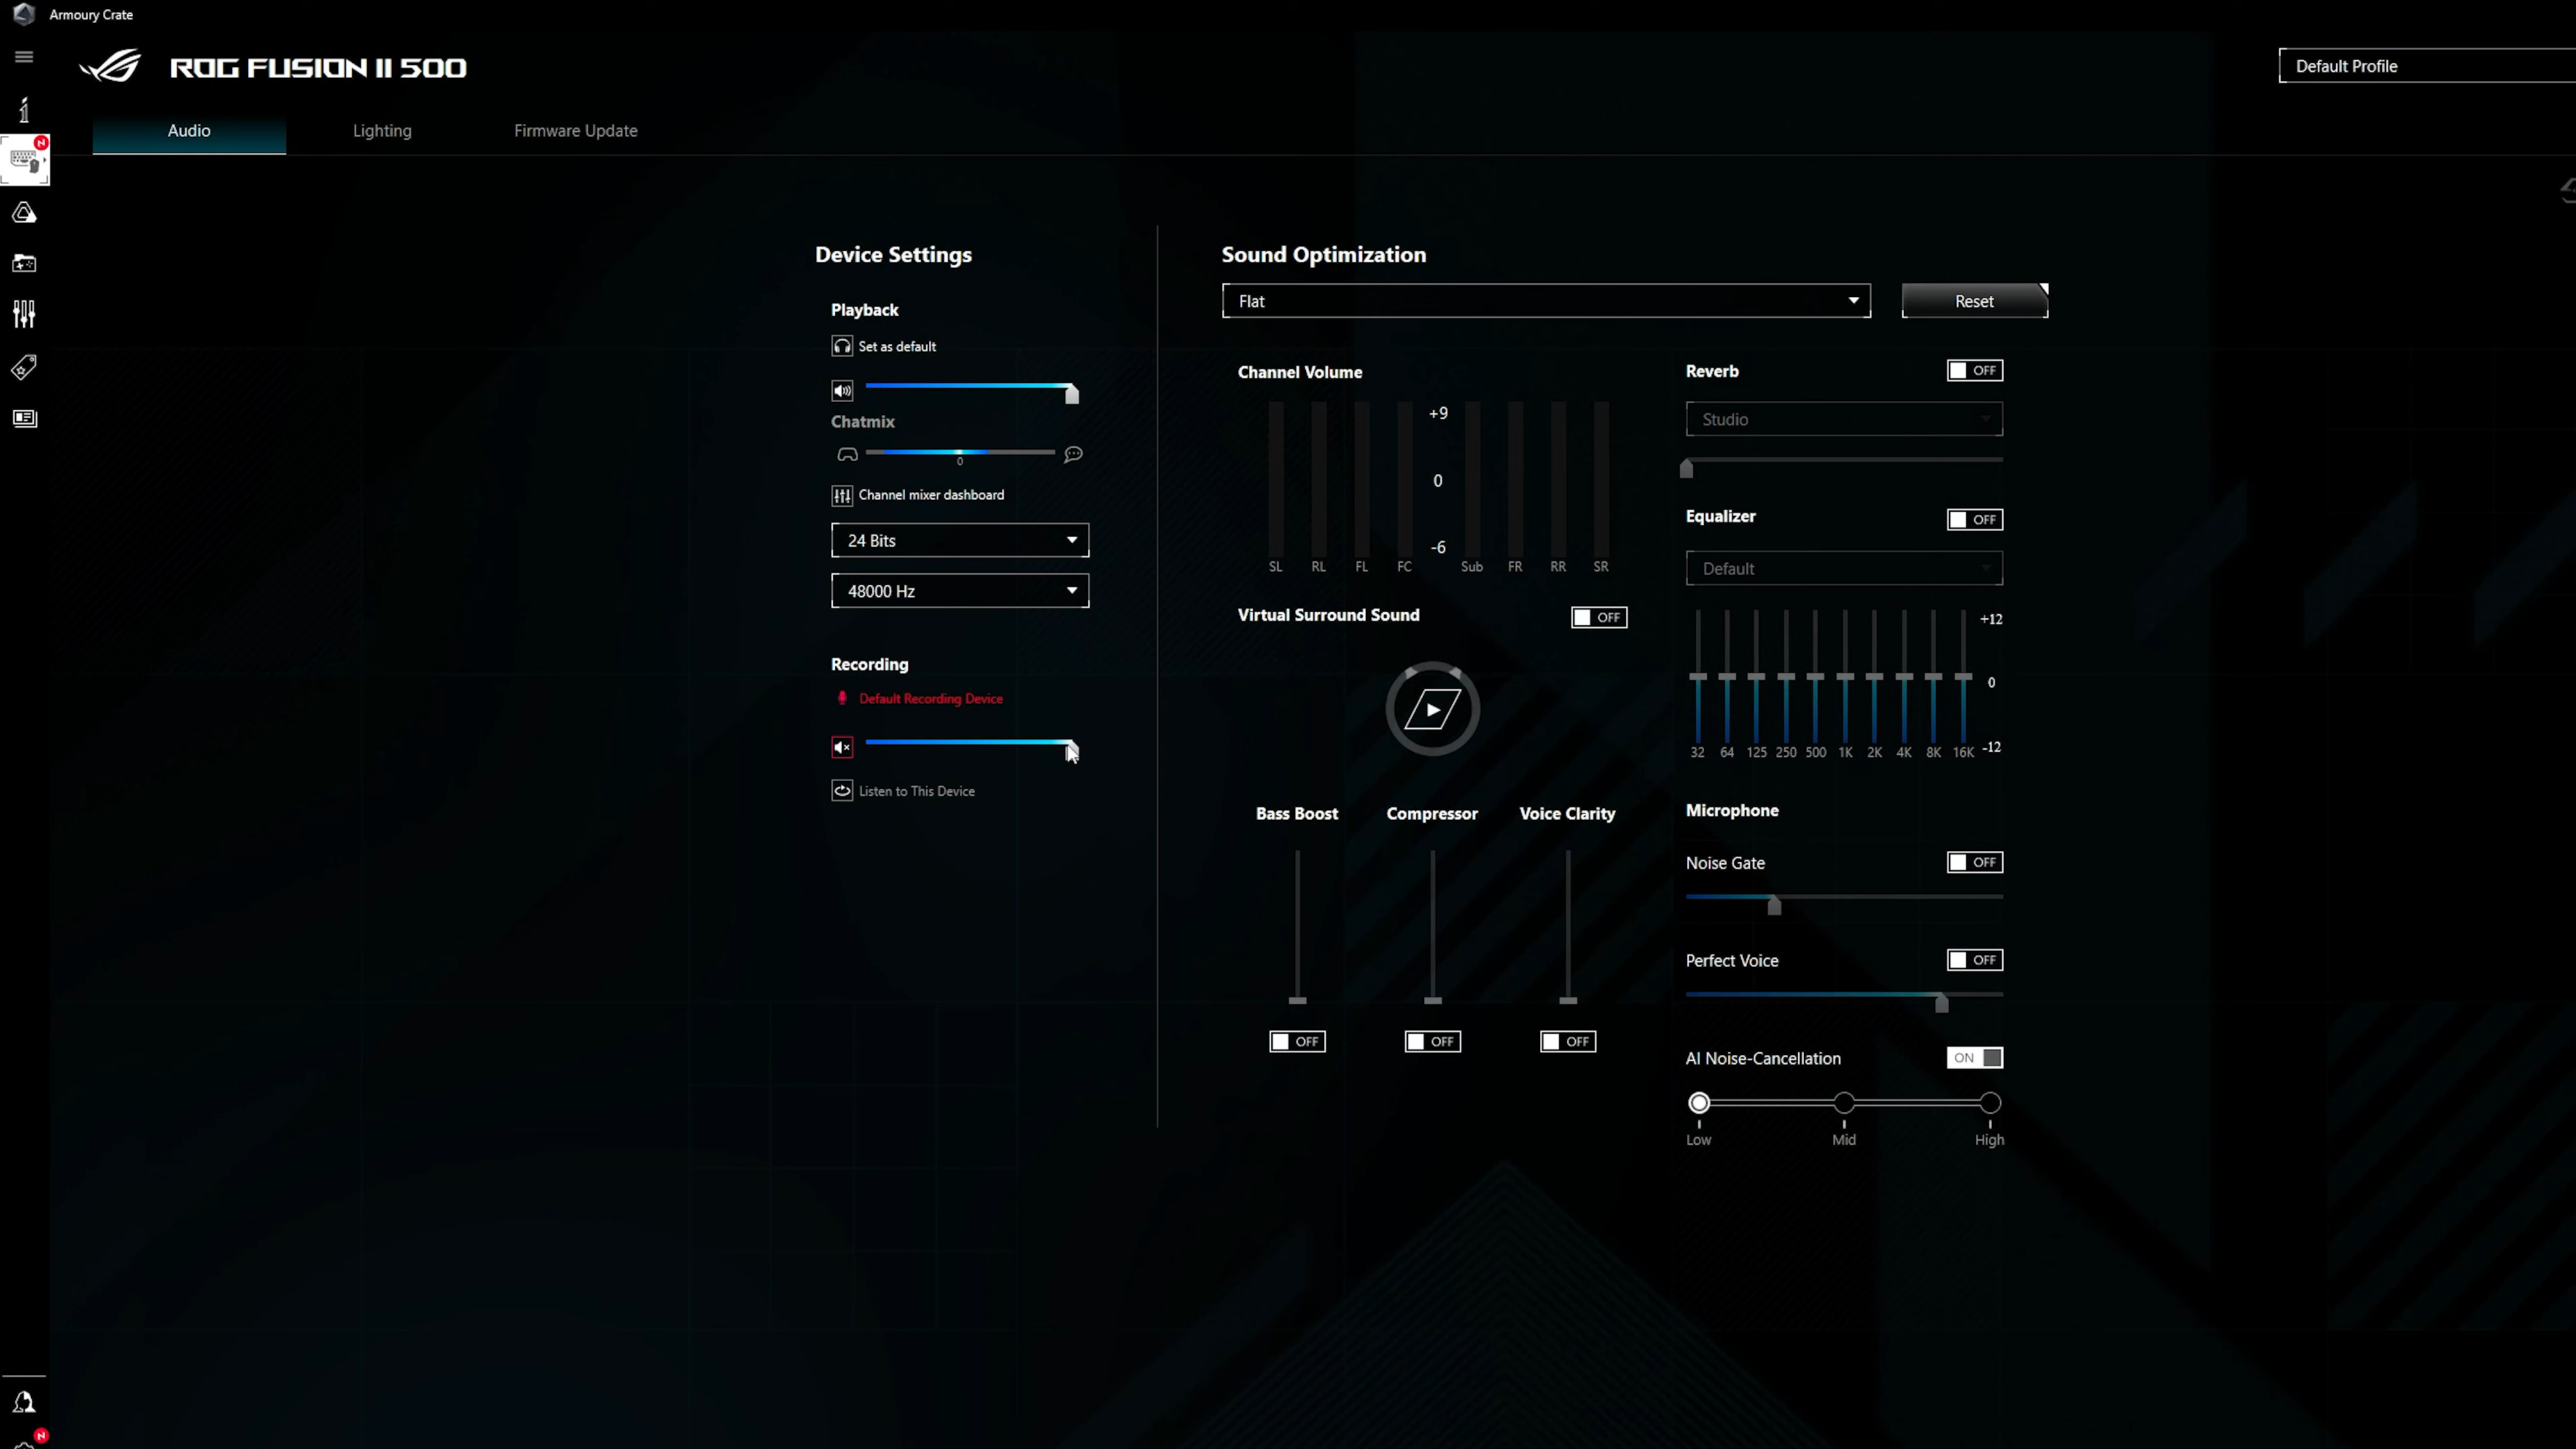 Armoury Crate
ROG FUSION II 500
Default Profile
Audio
Lighting
Firmware Update
Device Settings
Playback
Set as default
Chatmix
0
Channel mixer dashboard
24 Bits
48000 Hz
Recording
Default Recording Device
Listen to This Device
Sound Optimization
Flat
Reset
Channel Volume
+9
0
-6
SL RL FL FC Sub FR RR SR
Virtual Surround Sound
OFF
Bass Boost
Compressor
Voice Clarity
OFF
OFF
OFF
Reverb
OFF
Studio
Equalizer
OFF
Default
+12
0
-12
32 64 125 250 500 1K 2K 4K 8K 16K
Microphone
Noise Gate
OFF
Perfect Voice
OFF
AI Noise-Cancellation
ON
Low
Mid
High
N
N